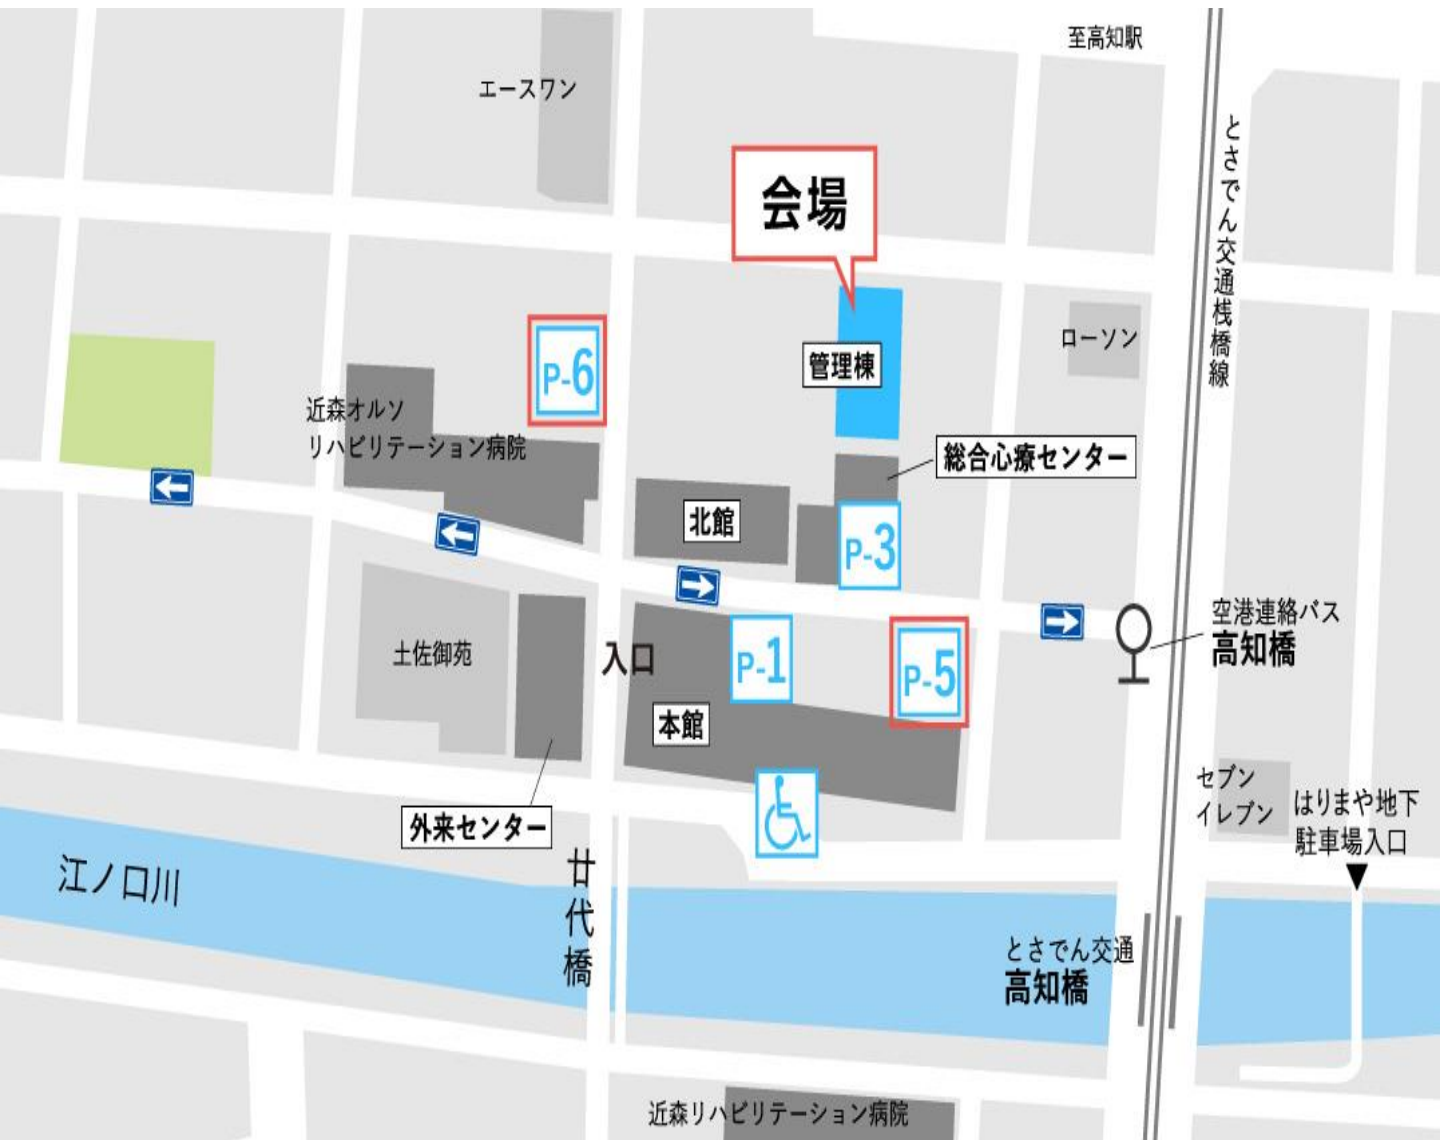 至高知駅
エースワン
とさでん交通桟橋線
会場
ローソン
P-6
管理棟
近森オルソ
リハビリテーション病院
総合心療センター
北館
P-3
空港連絡バス
高知橋
土佐御苑
入口
P-1
P-5
本館
セブン
イレブン
はりまや地下
駐車場入口
外来センター
江ノ口川
廿代橋
とさでん交通
高知橋
近森リハビリテーション病院